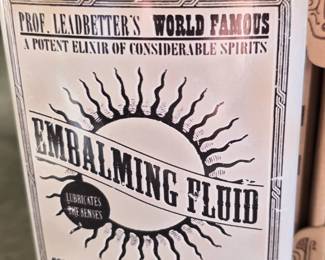 PROF. LEADBETTER'S WORLD FAMOUS
A POTENT ELIXIR OF CONSIDERABLE SPIRITS
EMBALMING FLUID
LUBRICATES
THE SENSES